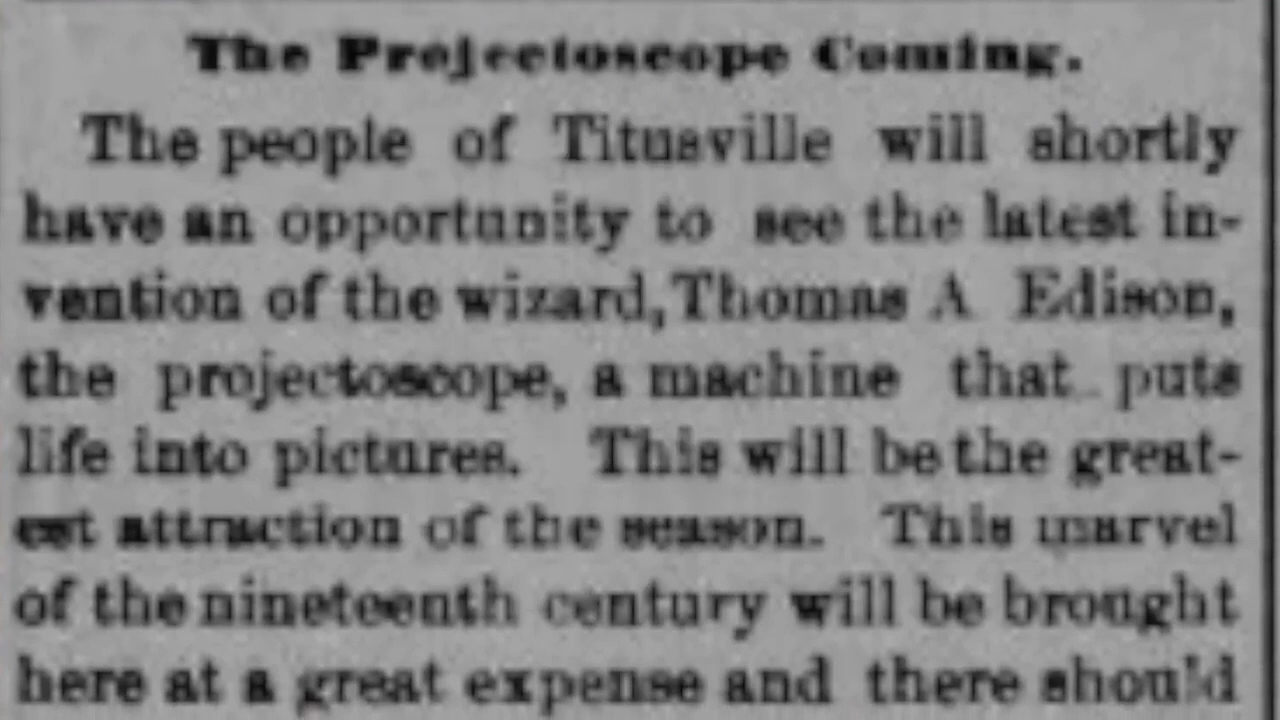 The Projectoscope Coming.
The people of Titusville will shortly
have an opportunity to see the latest in-
vention of the wizard, Thomas A Edison,
the projectoscope, a machine that puts
life into pictures. This will be the great-
est attraction of the season. This marvel
of the nineteenth century will be brought
here at a great expense and there should